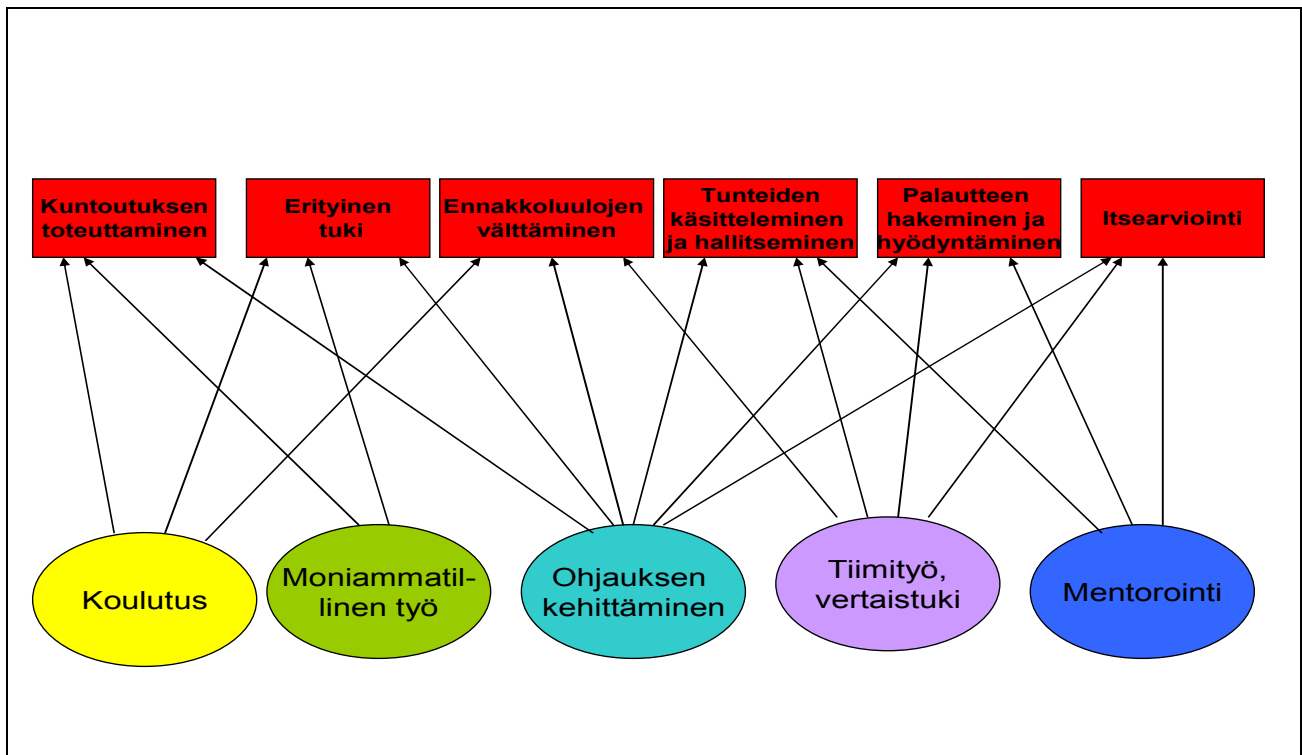 Kuntoutuksen
toteuttaminen
Erityinen
tuki
Ennakkoluulojen
välttäminen
Tunteiden
käsitteleminen
ja hallitseminen
Palautteen
hakeminen ja
hyödyntäminen
Itsearviointi
Koulutus
Moniammatil-
linen työ
Ohjauksen
kehittäminen
Tiimityö,
vertaistuki
Mentorointi